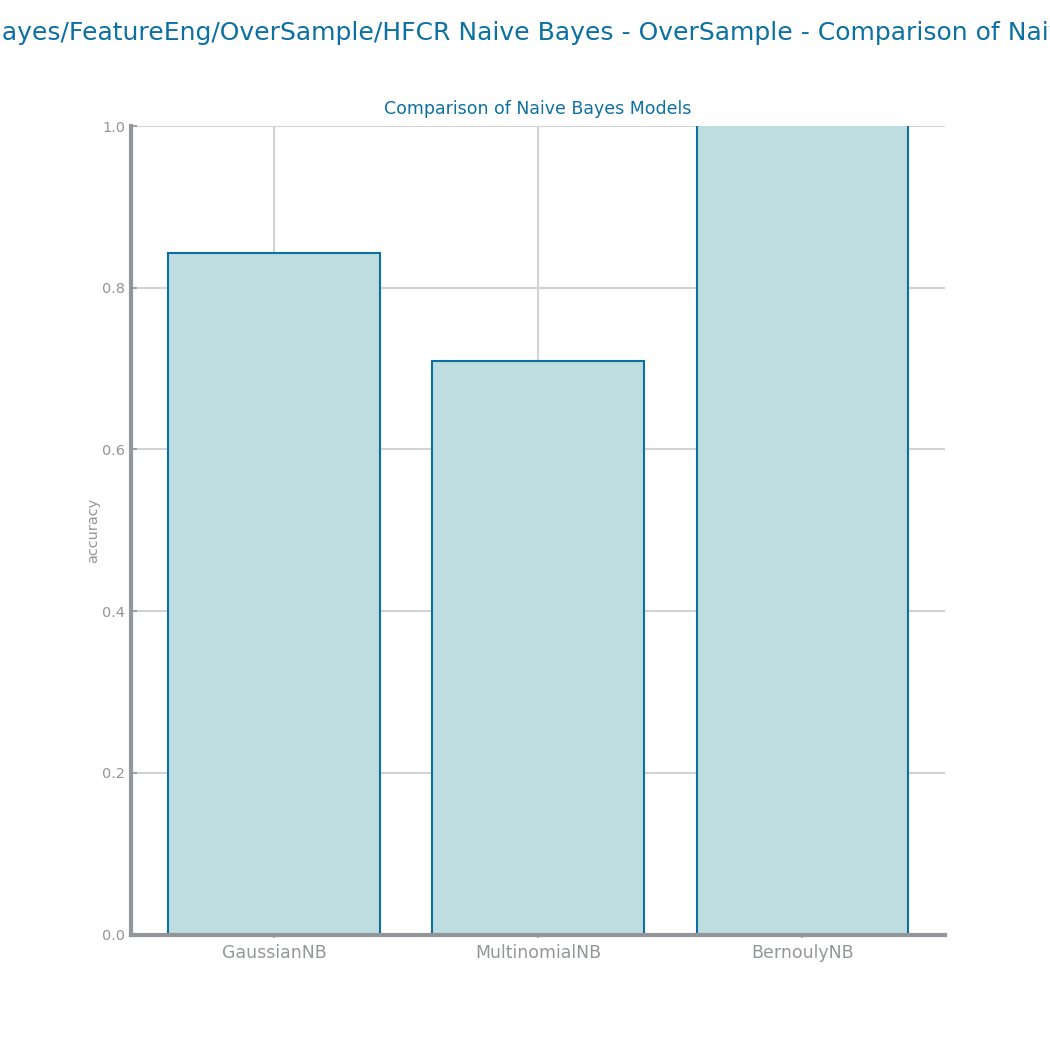 ayes/FeatureEng/OverSample/HFCR Naive Bayes - OverSample - Comparison of Nai
Comparison of Naive Bayes Models
1.0
0.8
0.6
0.4
0.2
0.0
accuracy
GaussianNB
MultinomialNB
BernoulyNB